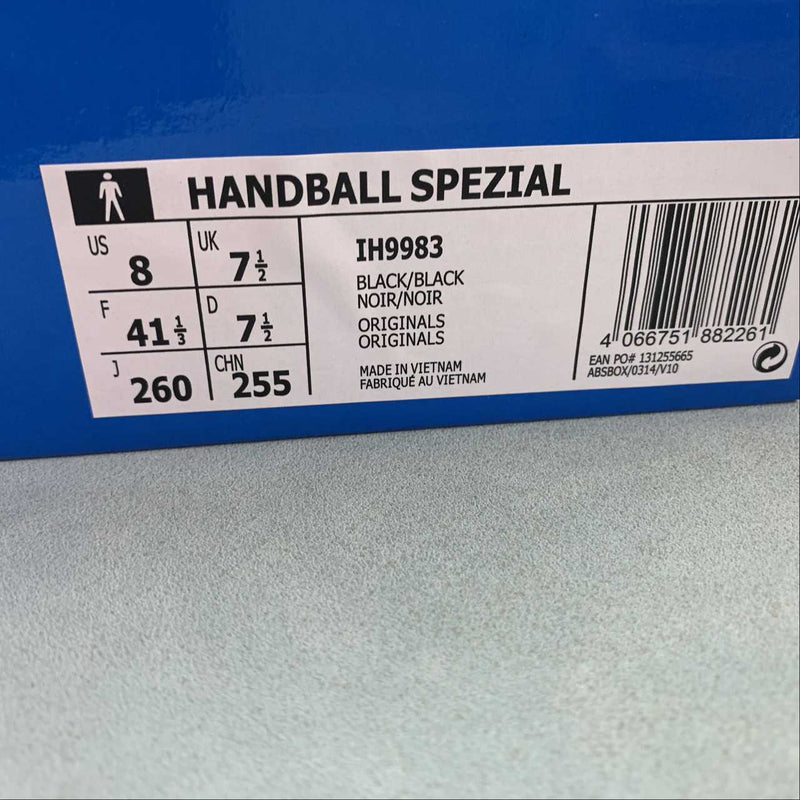 HANDBALL SPEZIAL
US 8 UK 7 1/2
F 41 1/3 D 7 1/2
J 260 CHN 255
IH9983
BLACK/BLACK
NOIR/NOIR
ORIGINALS
ORIGINALS
MADE IN VIETNAM
FABRIQUÉ AU VIETNAM
4 066751 882261
EAN PO# 131255665
ABSBOX/0314/V10